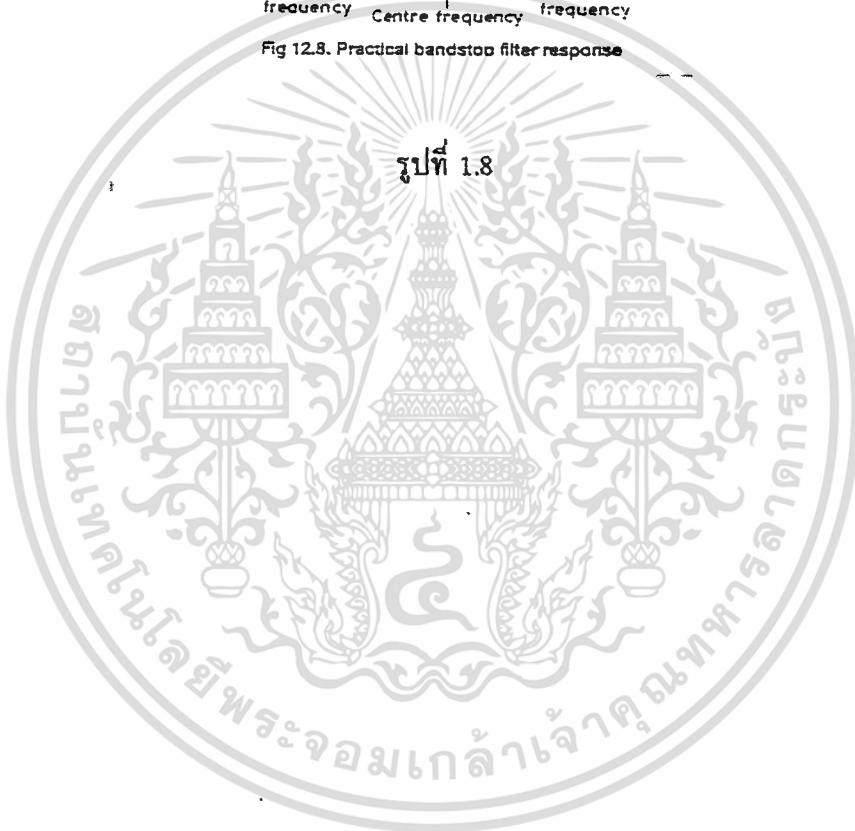 frequency frequency
Centre frequency
Fig 12.8. Practical bandstop filter response
รูปที่ 1.8
สถาบันเทคโนโลยีพระจอมเกล้าเจ้าคุณทหารลาดกระบัง